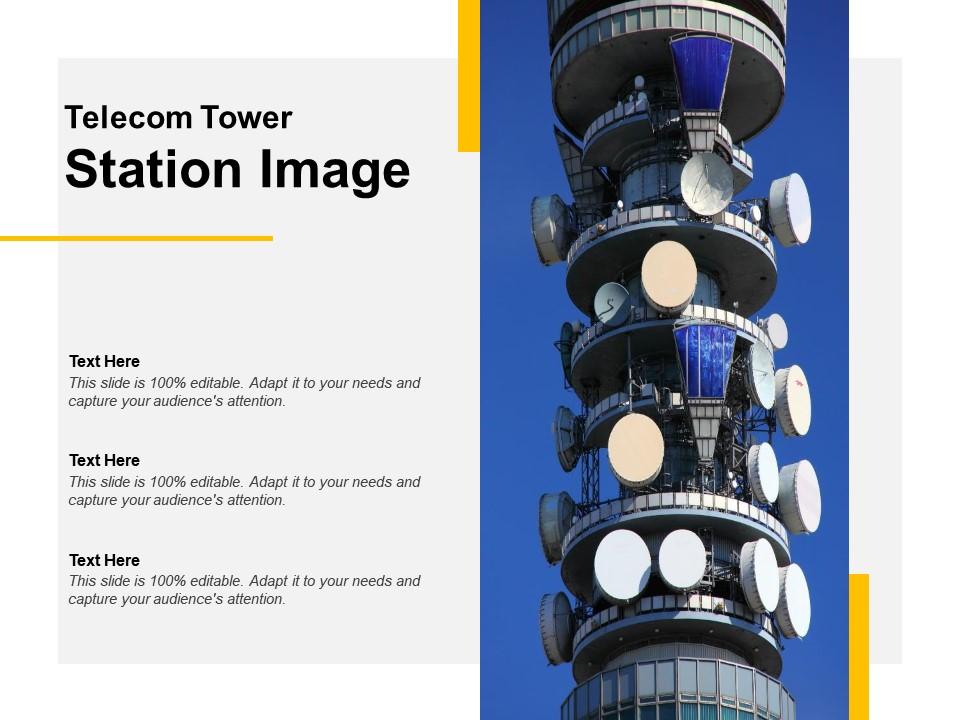 Telecom Tower
Station Image
Text Here
This slide is 100% editable. Adapt it to your needs and
capture your audience's attention.
Text Here
This slide is 100% editable. Adapt it to your needs and
capture your audience's attention.
Text Here
This slide is 100% editable. Adapt it to your needs and
capture your audience's attention.